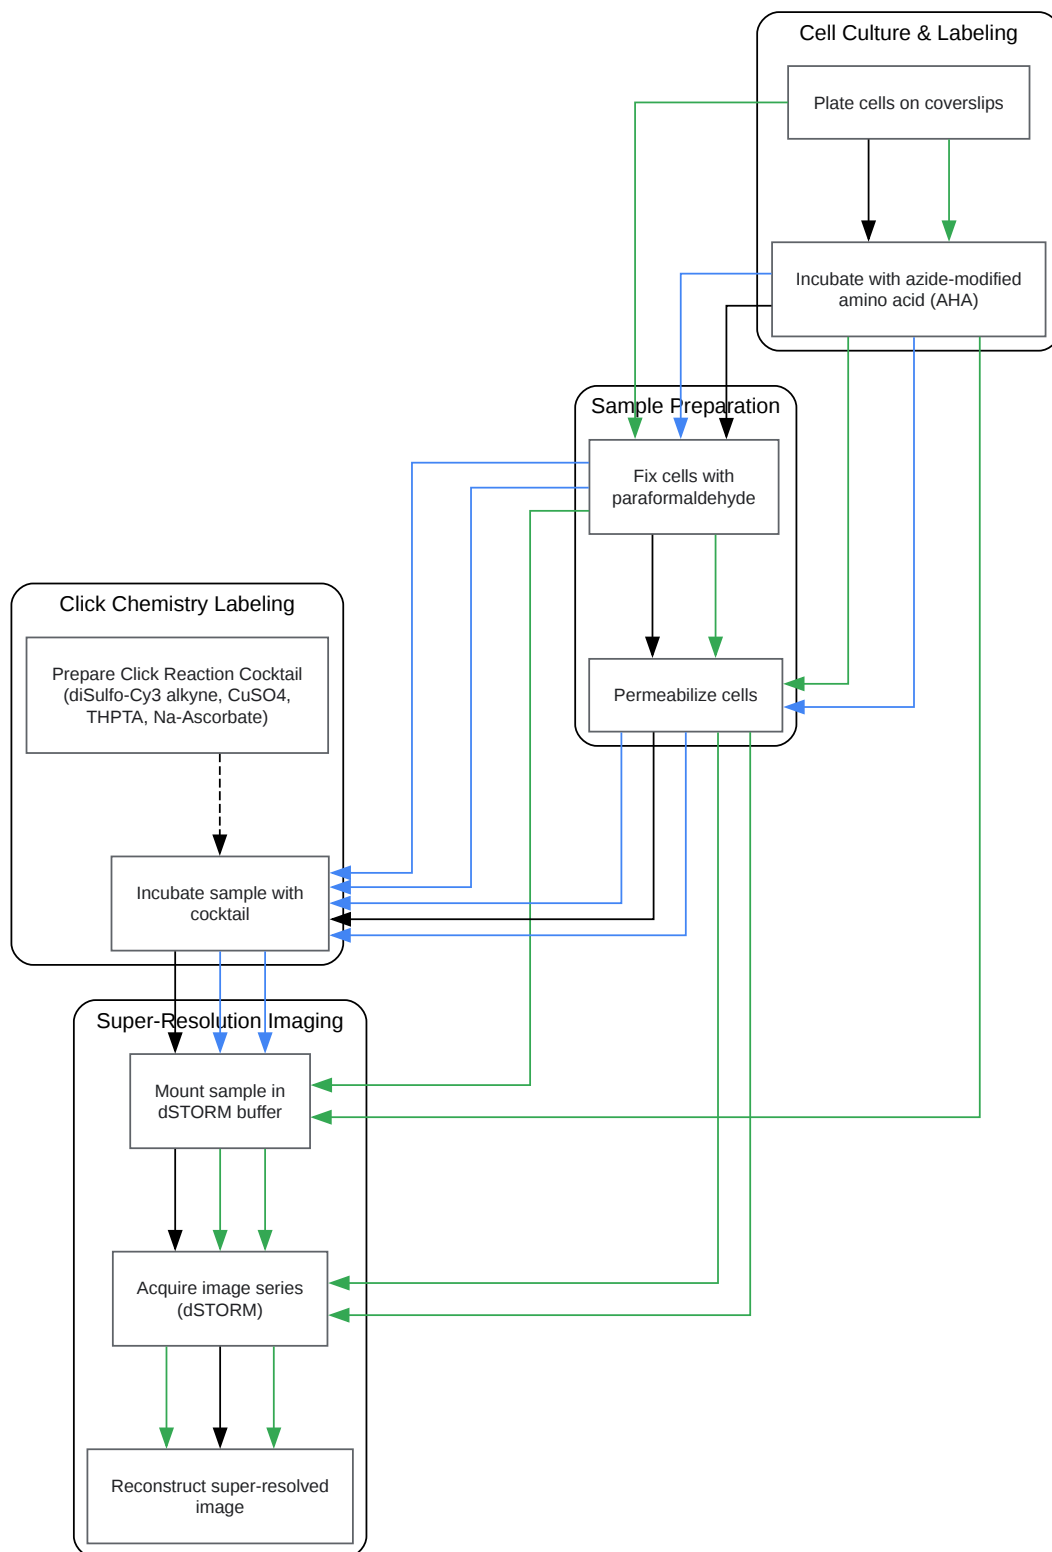 Cell Culture & Labeling
Plate cells on coverslips
Incubate with azide-modified
amino acid (AHA)
Sample Preparation
Fix cells with
paraformaldehyde
Permeabilize cells
Click Chemistry Labeling
Prepare Click Reaction Cocktail
(diSulfo-Cy3 alkyne, CuSO4,
THPTA, Na-Ascorbate)
Incubate sample with
cocktail
Super-Resolution Imaging
Mount sample in
dSTORM buffer
Acquire image series
(dSTORM)
Reconstruct super-resolved
image